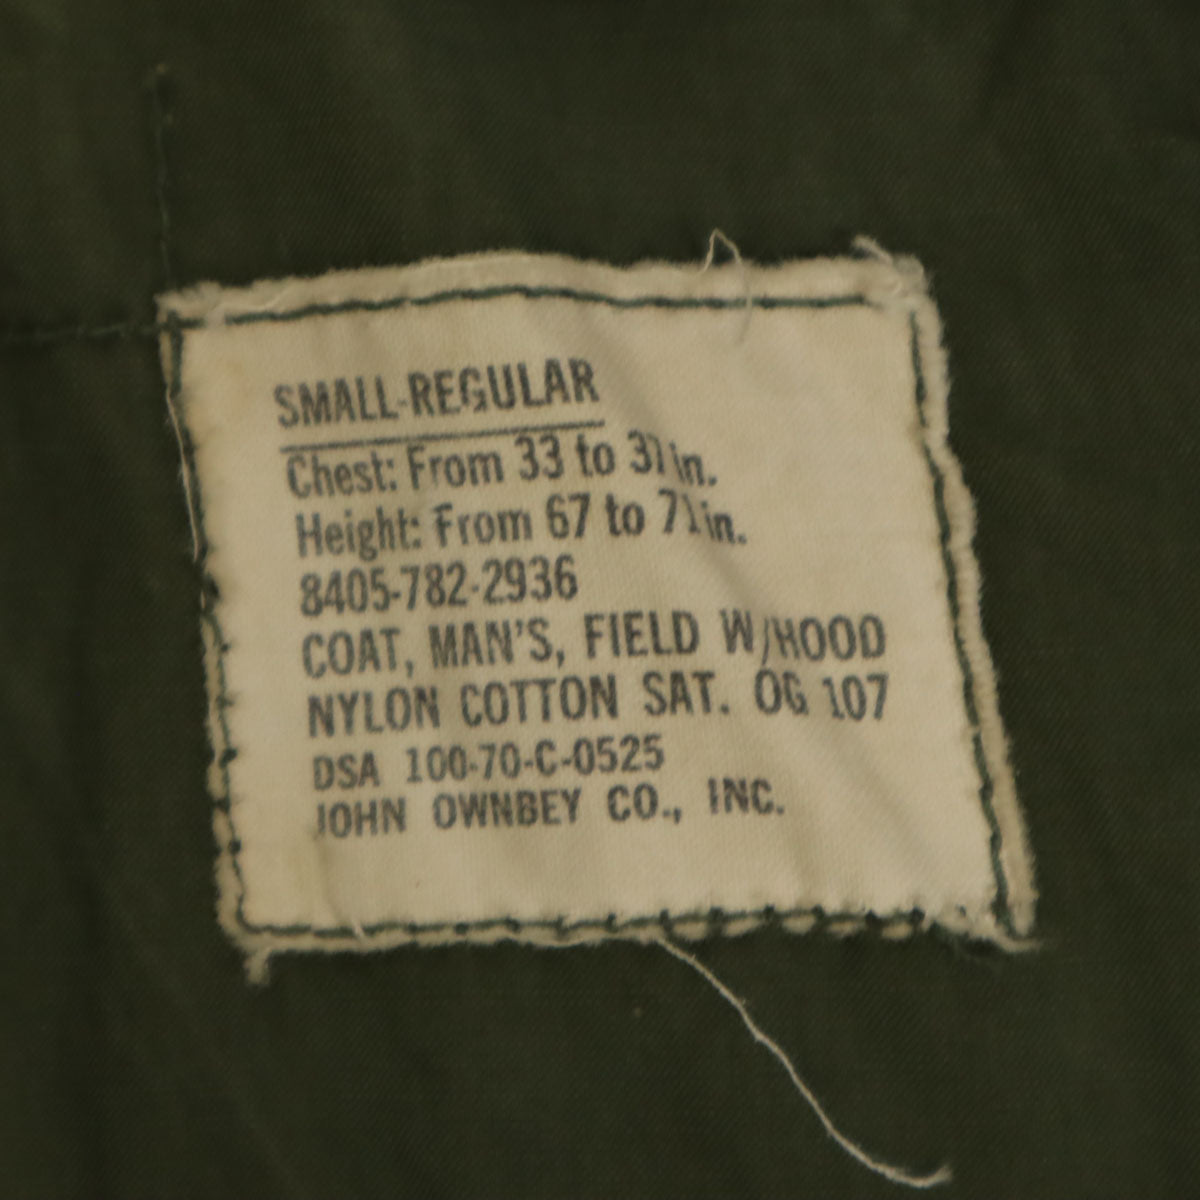 SMALL-REGULAR
Chest: From 33 to 37 in.
Height: From 67 to 71 in.
8405-782-2936
COAT, MAN'S, FIELD W/HOOD
NYLON COTTON SAT. OG 107
DSA 100-70-C-0525
JOHN OWNBEY CO., INC.